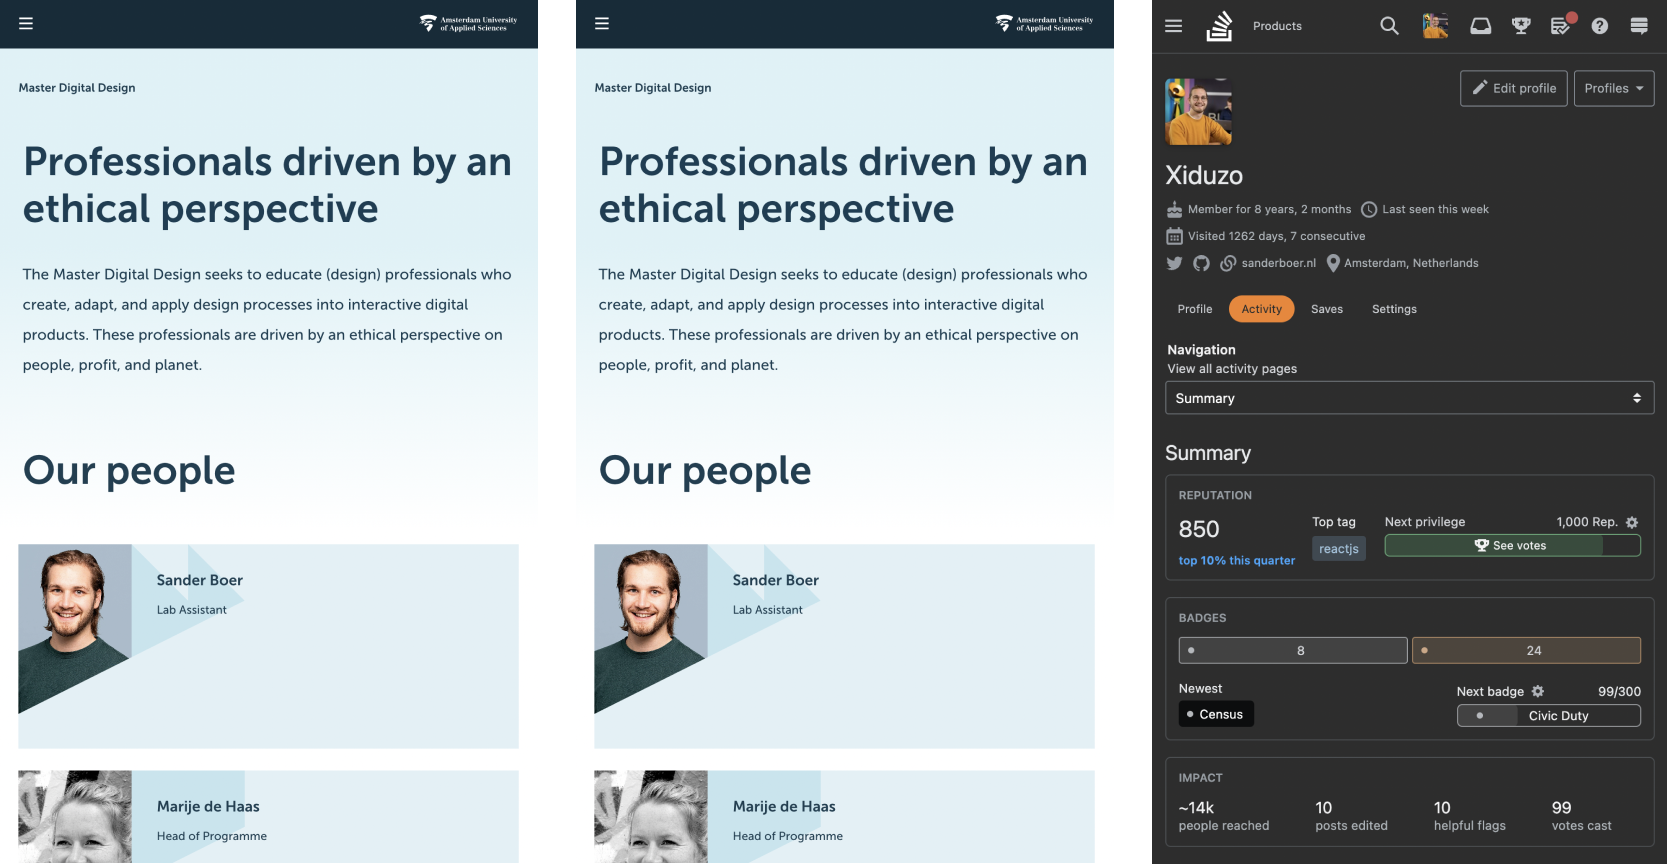 Amsterdam University
of Applied Sciences
Master Digital Design
Professionals driven by an
ethical perspective
The Master Digital Design seeks to educate (design) professionals who
create, adapt, and apply design processes into interactive digital
products. These professionals are driven by an ethical perspective on
people, profit, and planet.
Our people
Sander Boer
Lab Assistant
Marije de Haas
Head of Programme
Amsterdam University
of Applied Sciences
Master Digital Design
Professionals driven by an
ethical perspective
The Master Digital Design seeks to educate (design) professionals who
create, adapt, and apply design processes into interactive digital
products. These professionals are driven by an ethical perspective on
people, profit, and planet.
Our people
Sander Boer
Lab Assistant
Marije de Haas
Head of Programme
Products
Edit profile
Profiles
Xiduzo
Member for 8 years, 2 months Last seen this week
Visited 1262 days, 7 consecutive
sanderboer.nl Amsterdam, Netherlands
Profile Activity Saves Settings
Navigation
View all activity pages
Summary
Summary
REPUTATION
850
top 10% this quarter
Top tag
reactjs
Next privilege 1,000 Rep.
See votes
BADGES
8
24
Newest
Census
Next badge 99/300
Civic Duty
IMPACT
~14k
people reached
10
posts edited
10
helpful flags
99
votes cast